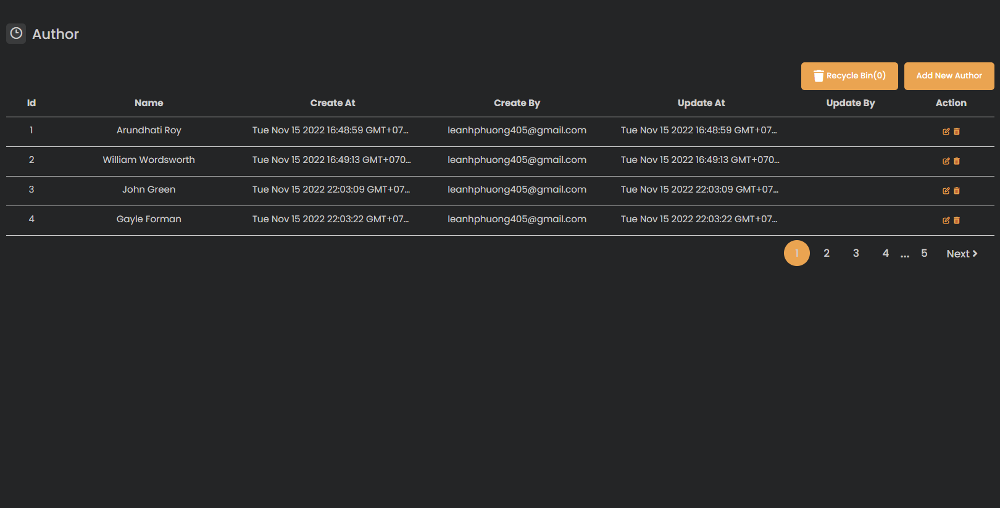 Author
Recycle Bin(0) Add New Author
Id Name Create At Create By Update At Update By Action
1 Arundhati Roy Tue Nov 15 2022 16:48:59 GMT+07... leanhphuong405@gmail.com Tue Nov 15 2022 16:48:59 GMT+07...
2 William Wordsworth Tue Nov 15 2022 16:49:13 GMT+070... leanhphuong405@gmail.com Tue Nov 15 2022 16:49:13 GMT+070...
3 John Green Tue Nov 15 2022 22:03:09 GMT+07... leanhphuong405@gmail.com Tue Nov 15 2022 22:03:09 GMT+07...
4 Gayle Forman Tue Nov 15 2022 22:03:22 GMT+07... leanhphuong405@gmail.com Tue Nov 15 2022 22:03:22 GMT+07...
1 2 3 4 ... 5 Next